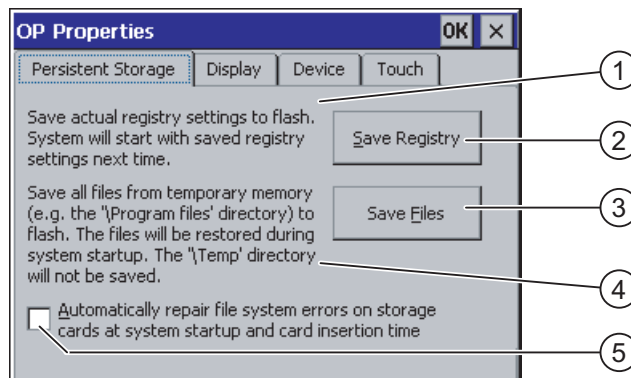 OP Properties OK ×
Persistent Storage Display Device Touch
1
Save actual registry settings to flash.
System will start with saved registry
settings next time.
Save Registry
2
Save all files from temporary memory
(e.g. the '\Program files' directory) to
flash. The files will be restored during
system startup. The '\Temp' directory
will not be saved.
Save Files
3
4
Automatically repair file system errors on storage
cards at system startup and card insertion time
5